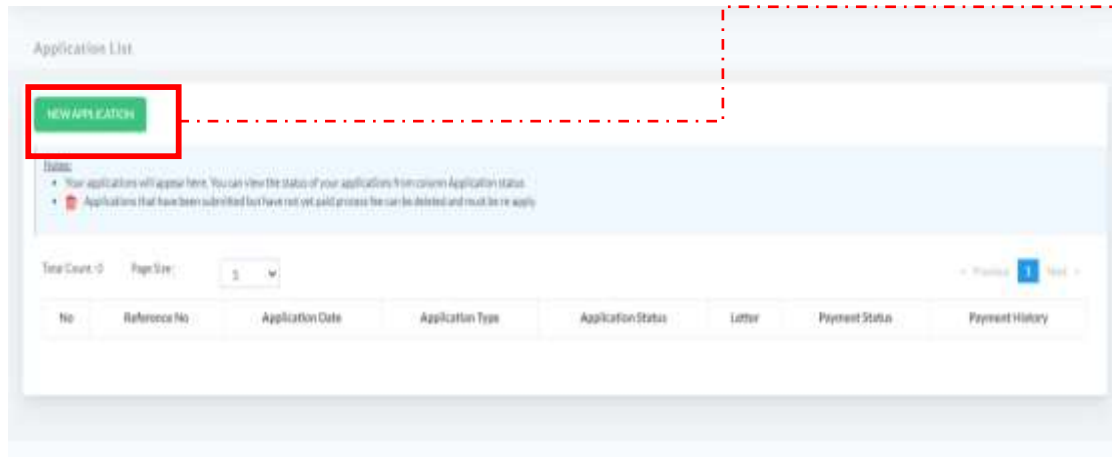 Application List
NEW APPLICATION
Notes:
Your applications will appear here. You can view the status of your applications from column Application status
Applications that have been submitted but have not yet paid process fee can be deleted and must be re apply
Total Count : 0 Page Size : 5 < Previous 1 Next >
No Reference No Application Date Application Type Application Status Letter Payment Status Payment History